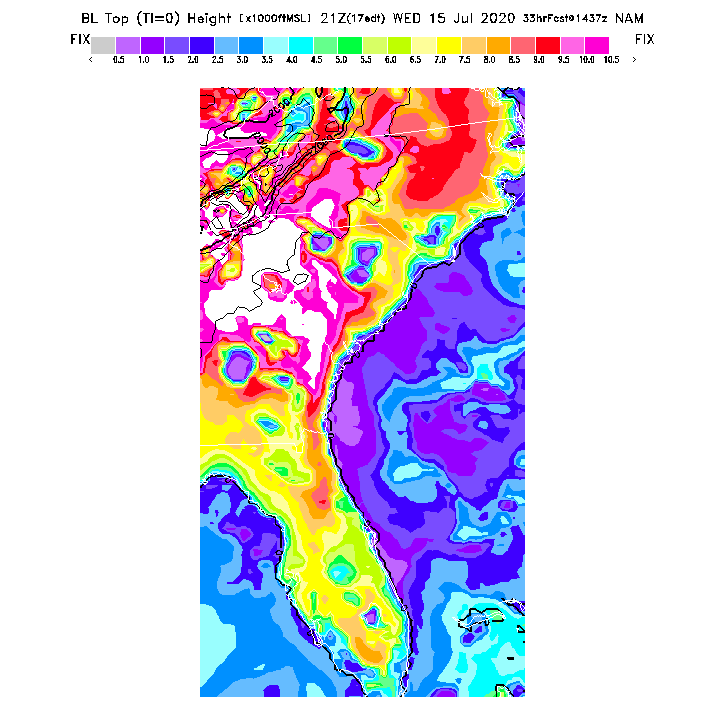 BL Top (TI=0) Height [x1000ftMSL] 21Z(17edt) WED 15 Jul 2020 33hrFcst@1437z NAM
FIX FIX
< 0.5 1.0 1.5 2.0 2.5 3.0 3.5 4.0 4.5 5.0 5.5 6.0 6.5 7.0 7.5 8.0 8.5 9.0 9.5 10.0 10.5 >
2000